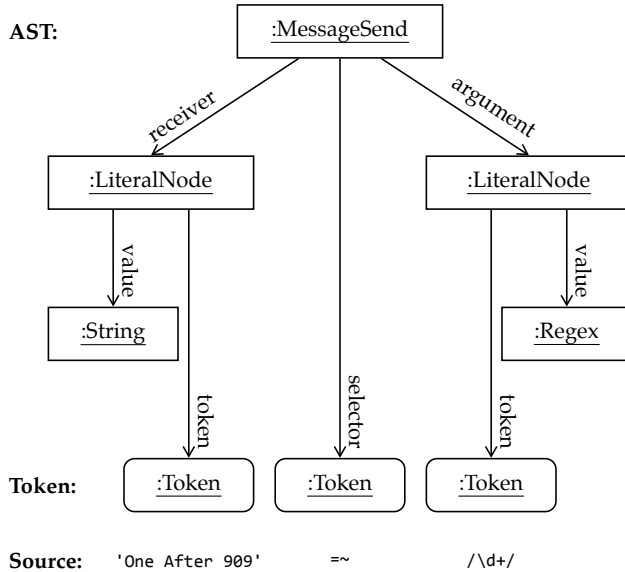 AST:
:MessageSend
receiver
argument
:LiteralNode
:LiteralNode
value
value
:String
:Regex
token
selector
token
Token:
:Token
:Token
:Token
Source: 'One After 909' =~ /\d+/